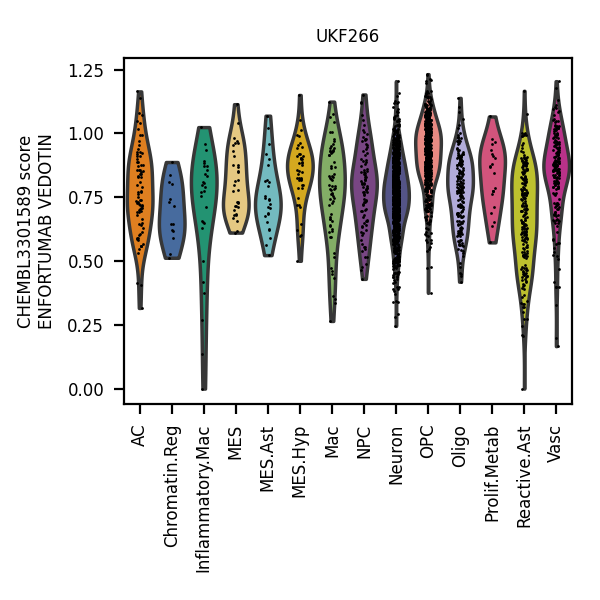 UKF266
CHEMBL3301589 score
ENFORTUMAB VEDOTIN
1.25
1.00
0.75
0.50
0.25
0.00
AC
Chromatin.Reg
Inflammatory.Mac
MES
MES.Ast
MES.Hyp
Mac
NPC
Neuron
OPC
Oligo
Prolif.Metab
Reactive.Ast
Vasc